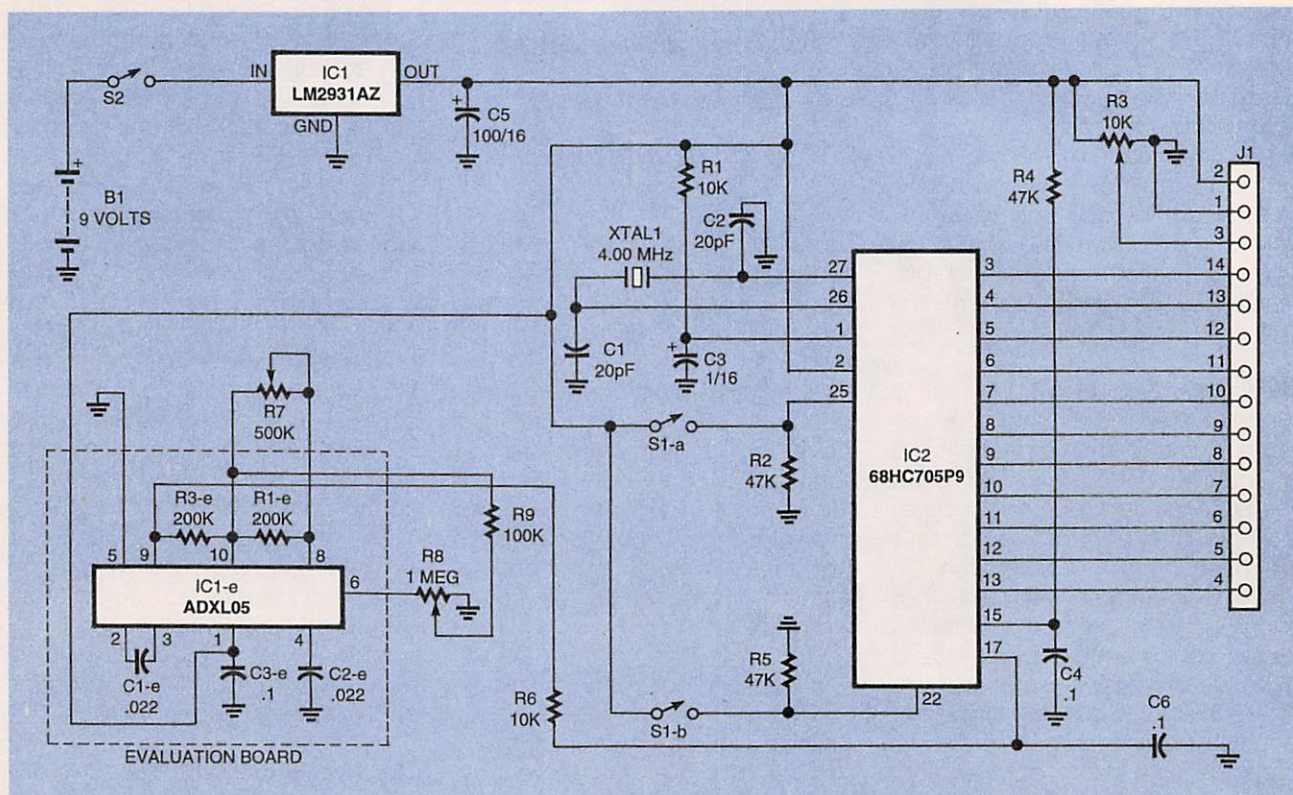 IN
IC1
LM2931AZ
OUT
GND
S2
B1
9 VOLTS
+
+
C5
100/16
R1
10K
C2
20pF
XTAL1
4.00 MHz
C1
20pF
+
C3
1/16
R4
47K
R3
10K
J1
2
1
3
14
13
12
11
10
9
8
7
6
5
4
27
26
1
2
25
22
IC2
68HC705P9
3
4
5
6
7
8
9
10
11
12
13
15
17
S1-a
R2
47K
R5
47K
S1-b
C4
.1
C6
.1
R7
500K
R3-e
200K
R1-e
200K
R9
100K
R8
1 MEG
5
9
10
8
6
IC1-e
ADXL05
2
3
1
4
C1-e
.022
C3-e
.1
C2-e
.022
R6
10K
EVALUATION BOARD